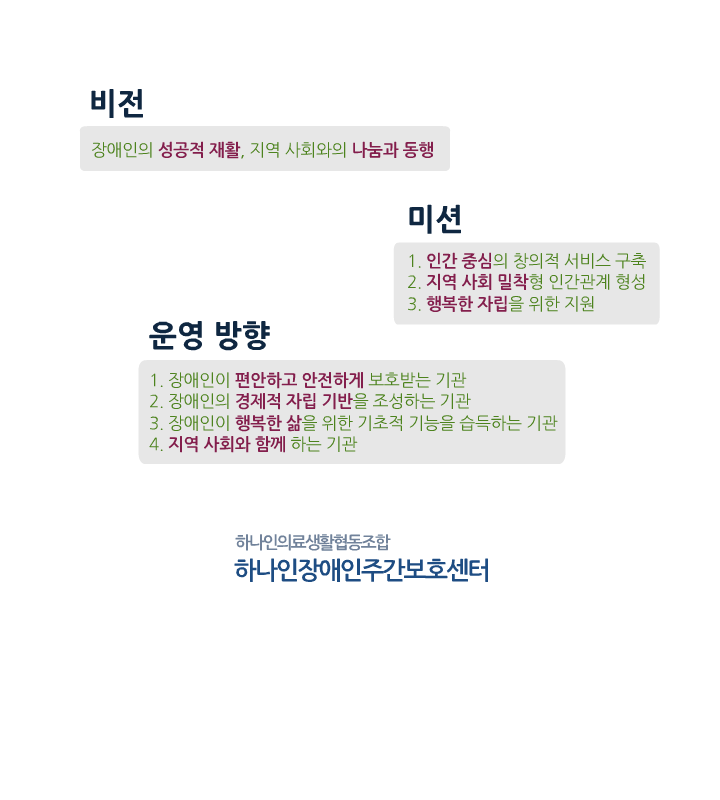 비전
장애인의 성공적 재활, 지역 사회와의 나눔과 동행
미션
1. 인간 중심의 창의적 서비스 구축
2. 지역 사회 밀착형 인간관계 형성
3. 행복한 자립을 위한 지원
운영 방향
1. 장애인이 편안하고 안전하게 보호받는 기관
2. 장애인의 경제적 자립 기반을 조성하는 기관
3. 장애인이 행복한 삶을 위한 기초적 기능을 습득하는 기관
4. 지역 사회와 함께 하는 기관
하나인의료생활협동조합
하나인장애인주간보호센터